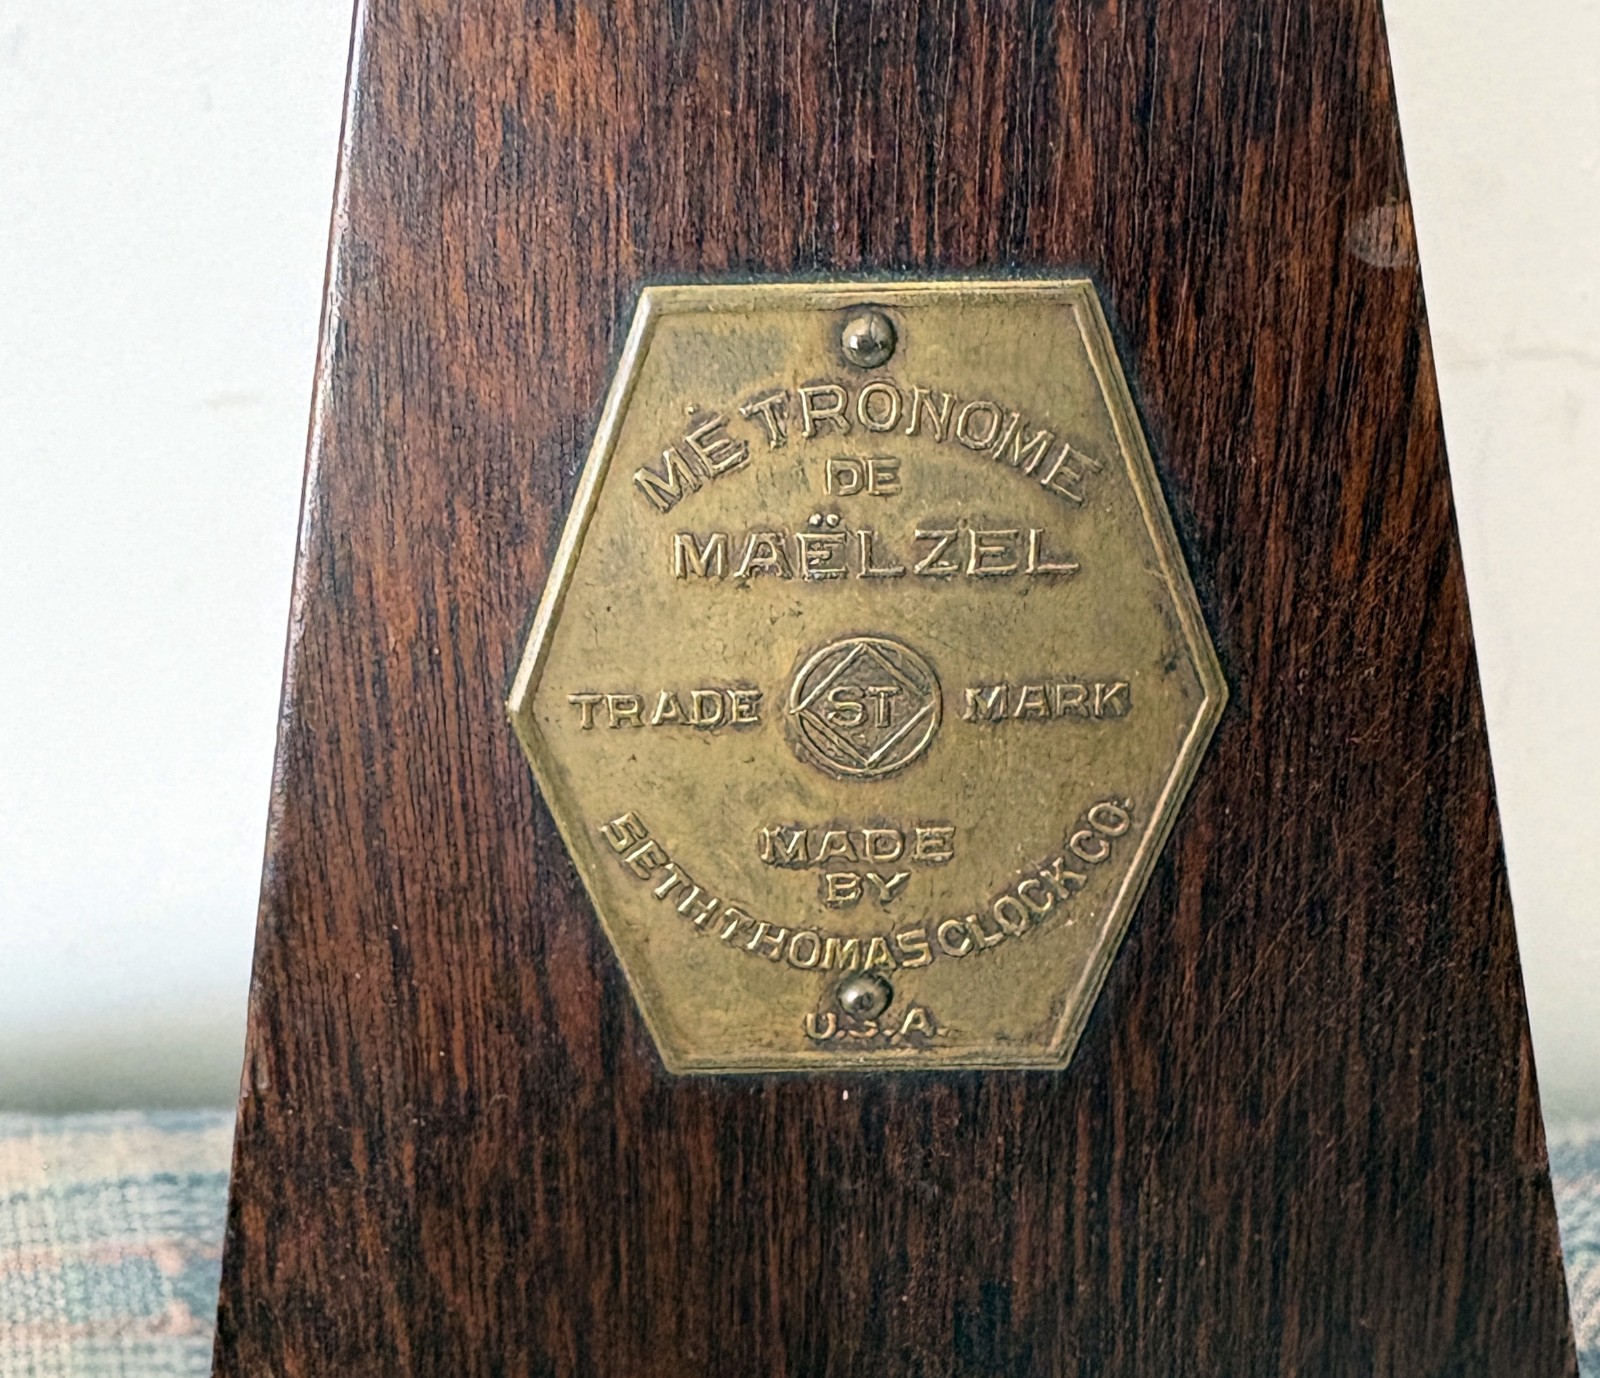 MÉTRONOME
DE
MAËLZEL
TRADE ST MARK
MADE
BY
SETH THOMAS CLOCK CO.
U.S.A.